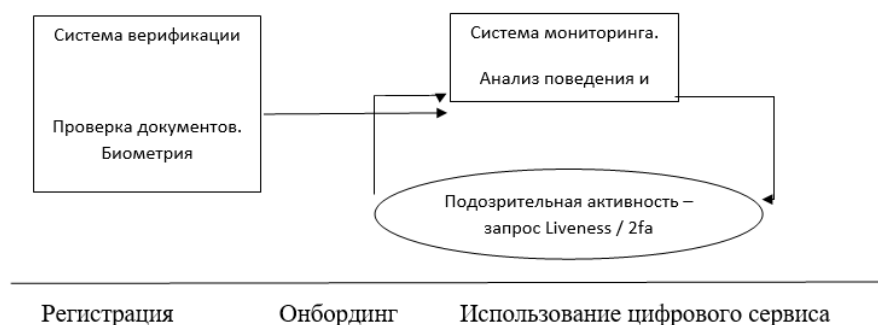 Система верификации
Проверка документов.
Биометрия
Система мониторинга.
Анализ поведения и
Подозрительная активность –
запрос Liveness / 2fa
Регистрация
Онбординг
Использование цифрового сервиса